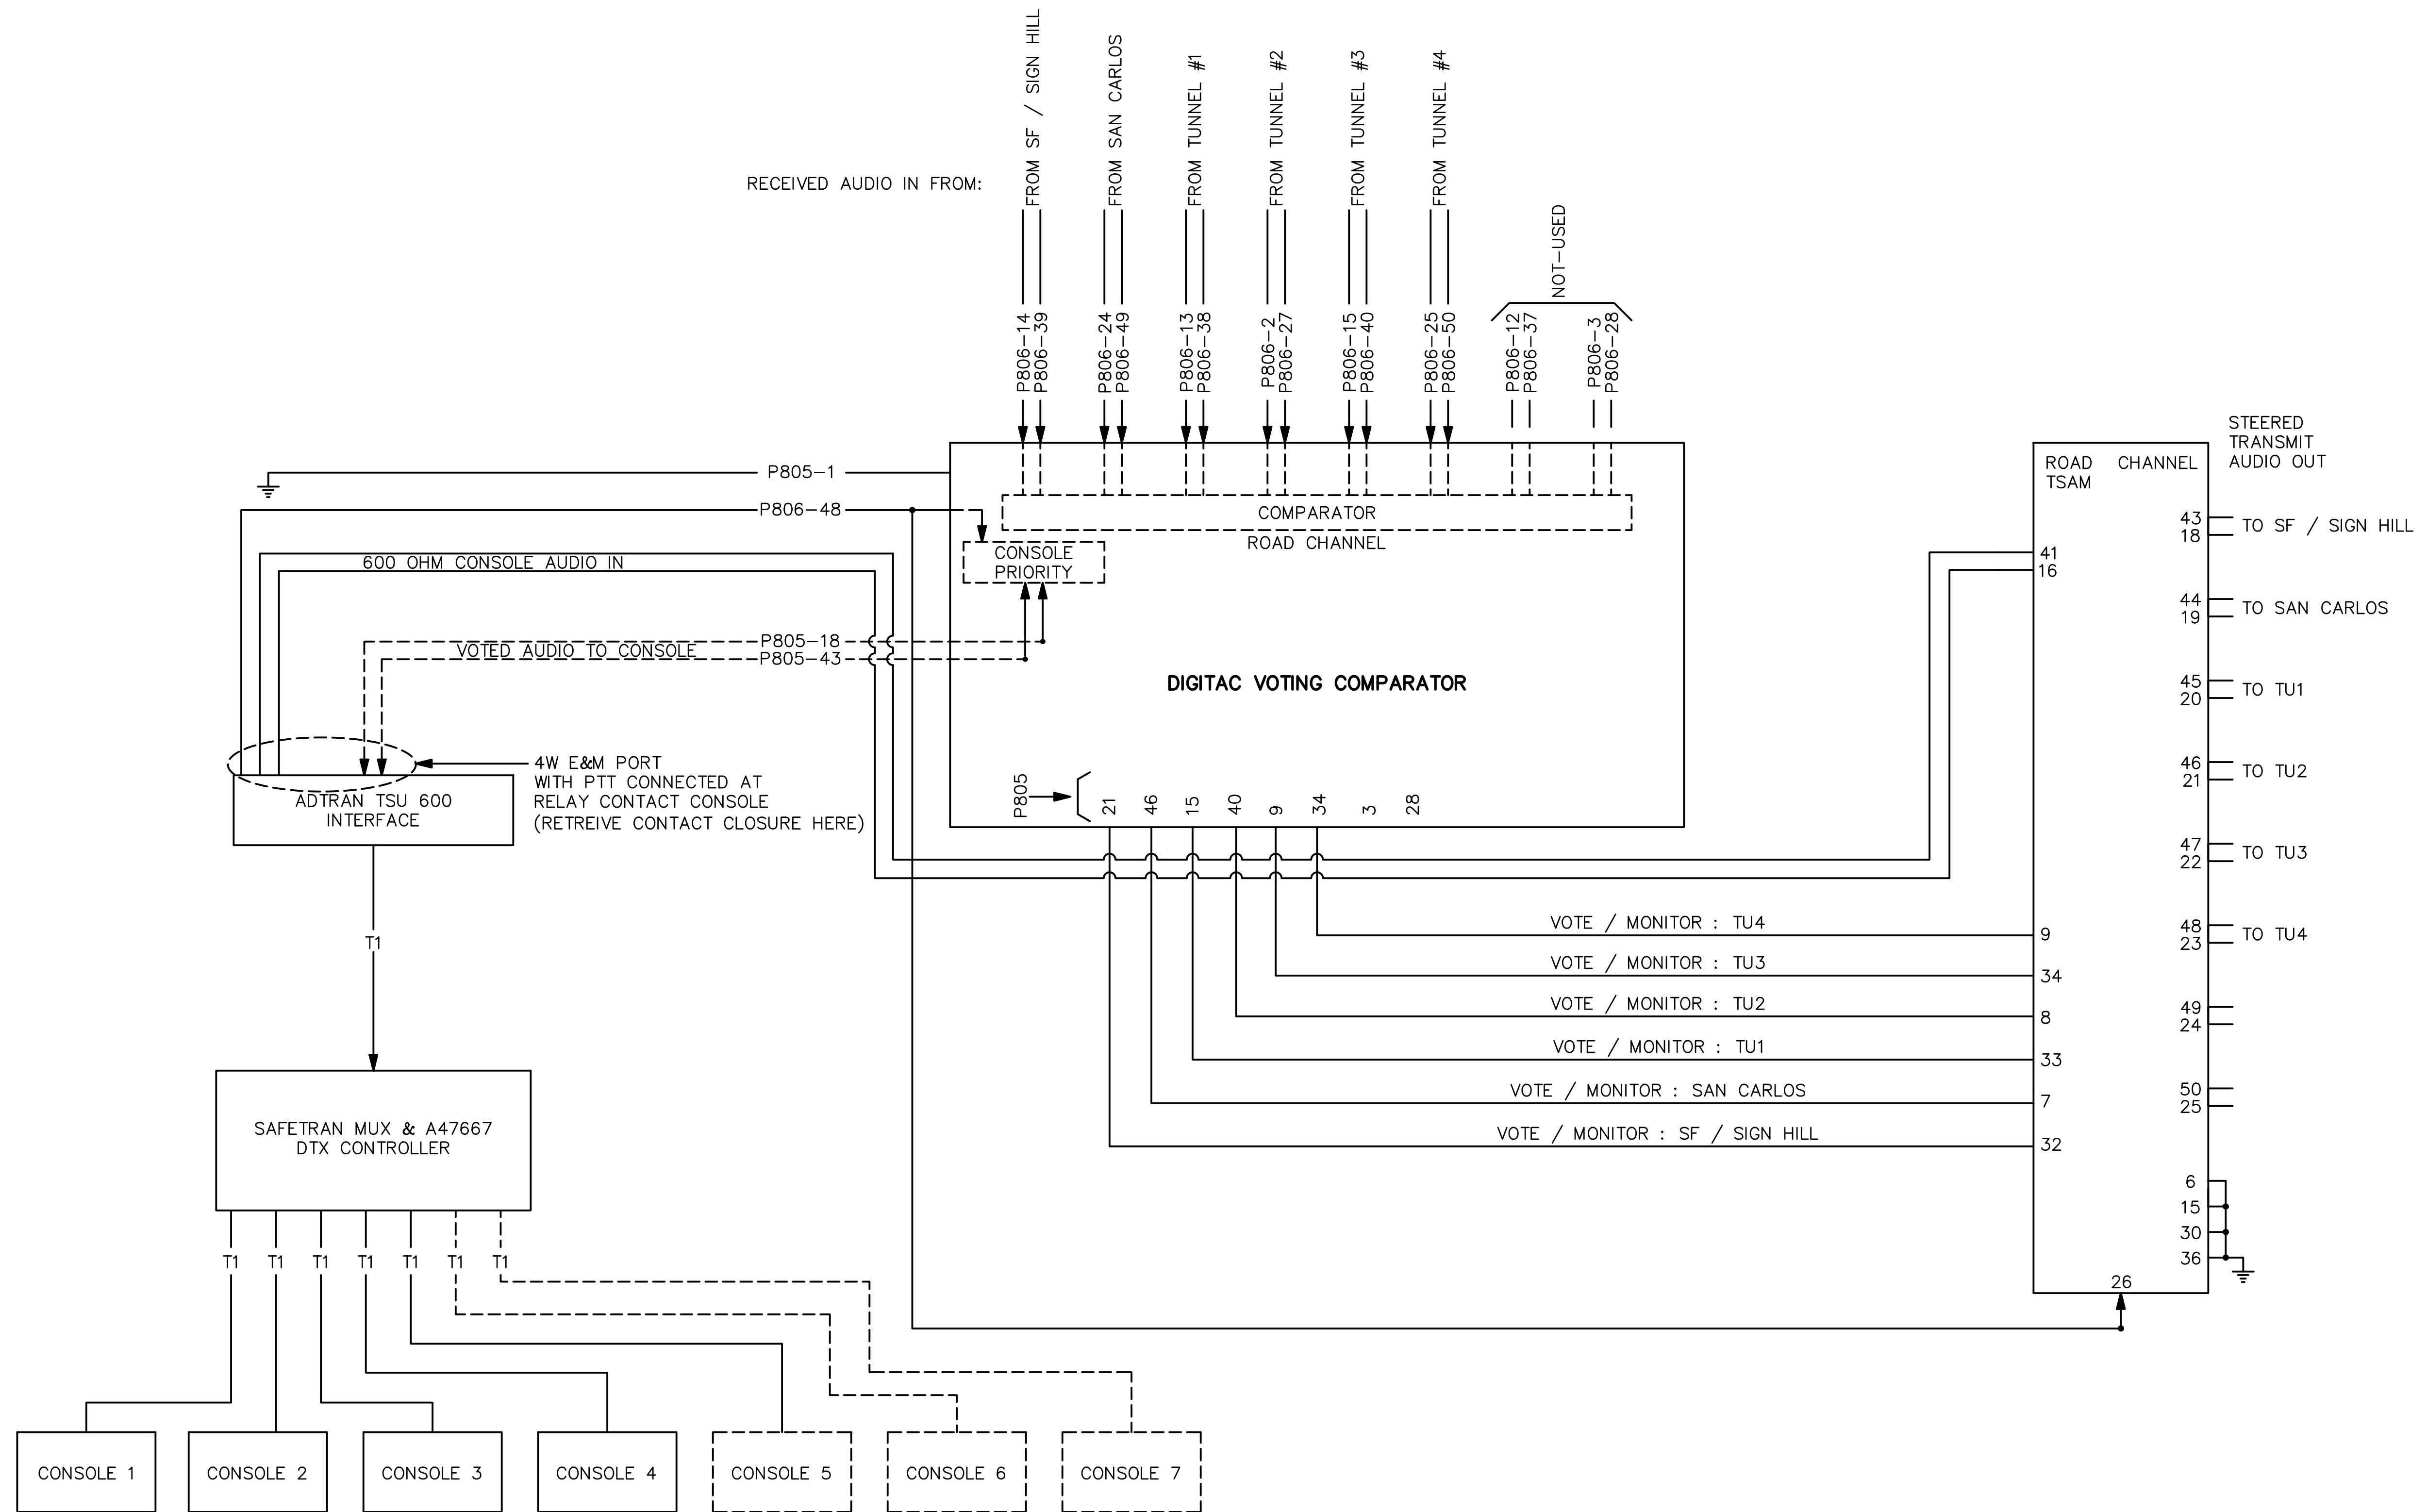 RECEIVED AUDIO IN FROM:
FROM SF / SIGN HILL
FROM SAN CARLOS
FROM TUNNEL #1
FROM TUNNEL #2
FROM TUNNEL #3
FROM TUNNEL #4
NOT-USED
P806-14
P806-39
P806-24
P806-49
P806-13
P806-38
P806-2
P806-27
P806-15
P806-40
P806-25
P806-50
P806-12
P806-37
P806-3
P806-28
P805-1
P806-48
COMPARATOR
ROAD CHANNEL
CONSOLE
PRIORITY
600 OHM CONSOLE AUDIO IN
P805-18
VOTED AUDIO TO CONSOLE
P805-43
DIGITAC VOTING COMPARATOR
4W E&M PORT
WITH PTT CONNECTED AT
RELAY CONTACT CONSOLE
(RETREIVE CONTACT CLOSURE HERE)
ADTRAN TSU 600
INTERFACE
P805
21
46
15
40
9
34
3
28
T1
VOTE / MONITOR : TU4
VOTE / MONITOR : TU3
VOTE / MONITOR : TU2
VOTE / MONITOR : TU1
VOTE / MONITOR : SAN CARLOS
VOTE / MONITOR : SF / SIGN HILL
STEERED
TRANSMIT
AUDIO OUT
ROAD CHANNEL
TSAM
41
16
9
34
8
33
7
32
43
18
TO SF / SIGN HILL
44
19
TO SAN CARLOS
45
20
TO TU1
46
21
TO TU2
47
22
TO TU3
48
23
TO TU4
49
24
50
25
6
15
30
36
26
SAFETRAN MUX & A47667
DTX CONTROLLER
T1 T1 T1 T1 T1 T1 T1
CONSOLE 1
CONSOLE 2
CONSOLE 3
CONSOLE 4
CONSOLE 5
CONSOLE 6
CONSOLE 7